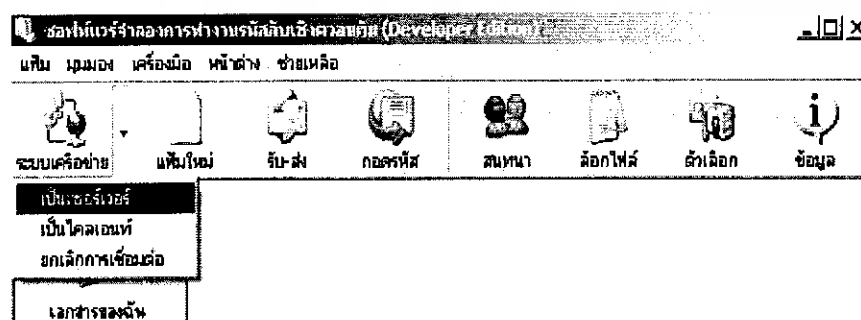 ซอฟท์แวร์จำลองการทำงานรหัสลับเชิงควอนตัม (Developer Edition)
แฟ้ม มุมมอง เครื่องมือ หน้าต่าง ช่วยเหลือ
ระบบเครือข่าย แฟ้มใหม่ รับ-ส่ง ถอดรหัส สนทนา ล็อกไฟล์ ตัวเลือก ข้อมูล
เป็นเซอร์เวอร์
เป็นไคลเอนท์
ยกเลิกการเชื่อมต่อ
เอกสารของฉัน